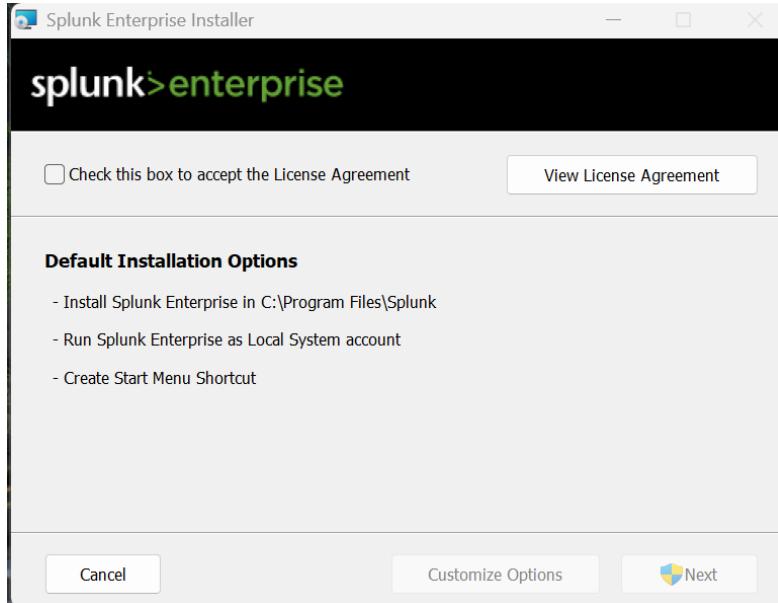 Splunk Enterprise Installer
splunk>enterprise
Check this box to accept the License Agreement
View License Agreement
Default Installation Options
- Install Splunk Enterprise in C:\Program Files\Splunk
- Run Splunk Enterprise as Local System account
- Create Start Menu Shortcut
Cancel
Customize Options
Next